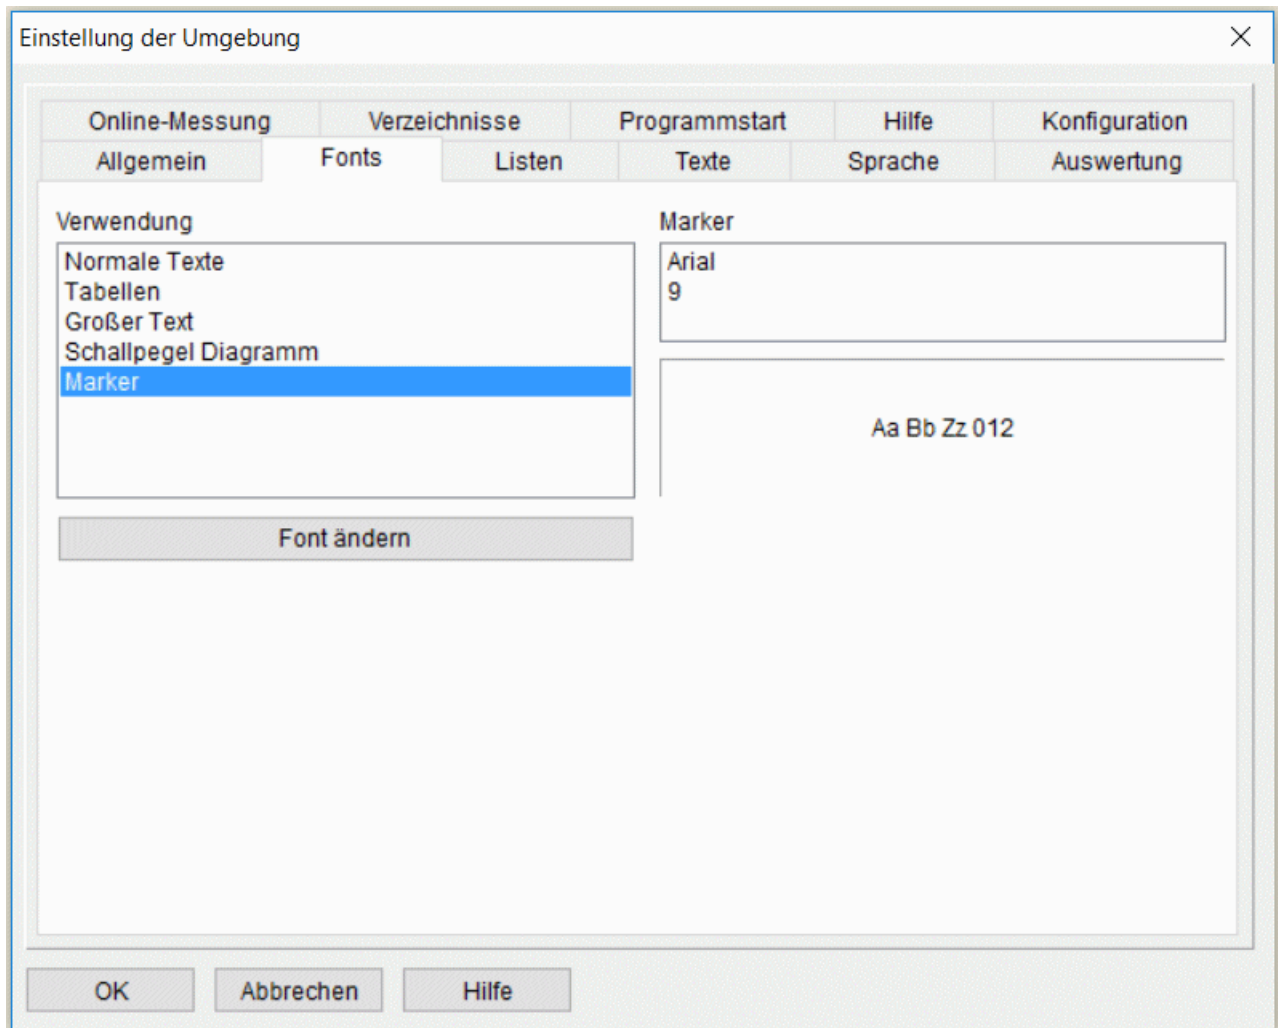 Einstellung der Umgebung
Online-Messung Verzeichnisse Programmstart Hilfe Konfiguration
Allgemein Fonts Listen Texte Sprache Auswertung
Verwendung
Normale Texte
Tabellen
Großer Text
Schallpegel Diagramm
Marker
Font ändern
Marker
Arial
9
Aa Bb Zz 012
OK Abbrechen Hilfe